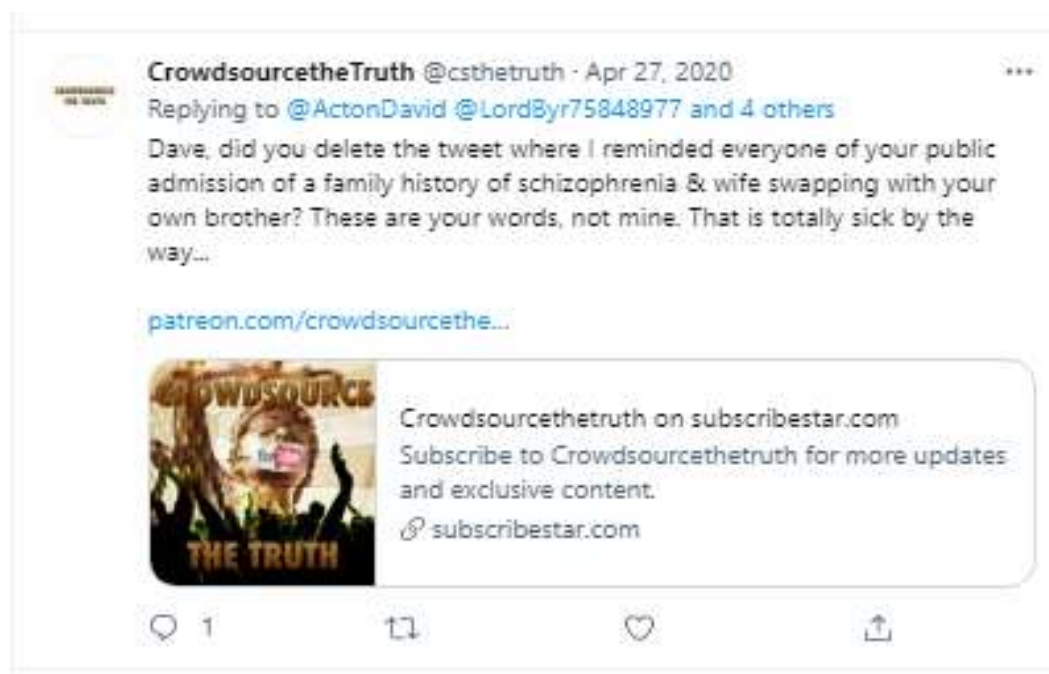 CrowdsourcetheTruth @csthetruth · Apr 27, 2020
Replying to @ActonDavid @LordByr75848977 and 4 others
Dave, did you delete the tweet where I reminded everyone of your public
admission of a family history of schizophrenia & wife swapping with your
own brother? These are your words, not mine. That is totally sick by the
way...
patreon.com/crowdsourcethe...
CROWDSOURCE
THE TRUTH
Crowdsourcethetruth on subscribestar.com
Subscribe to Crowdsourcethetruth for more updates
and exclusive content.
subscribestar.com
1